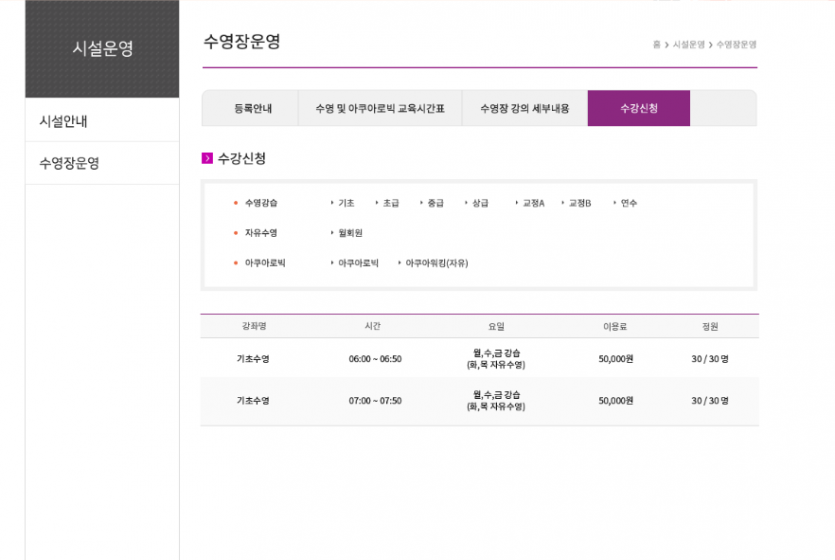 시설운영
시설안내
수영장운영
수영장운영
홈 > 시설운영 > 수영장운영
등록안내 수영 및 아쿠아로빅 교육시간표 수영장 강의 세부내용 수강신청
수강신청
수영강습 기초 초급 중급 상급 교정A 교정B 연수
자유수영 월회원
아쿠아로빅 아쿠아로빅 아쿠아워킹(자유)
강좌명 시간 요일 이용료 정원
기초수영 06:00 ~ 06:50 월,수,금 강습 50,000원 30 / 30 명
(화,목 자유수영)
기초수영 07:00 ~ 07:50 월,수,금 강습 50,000원 30 / 30 명
(화,목 자유수영)